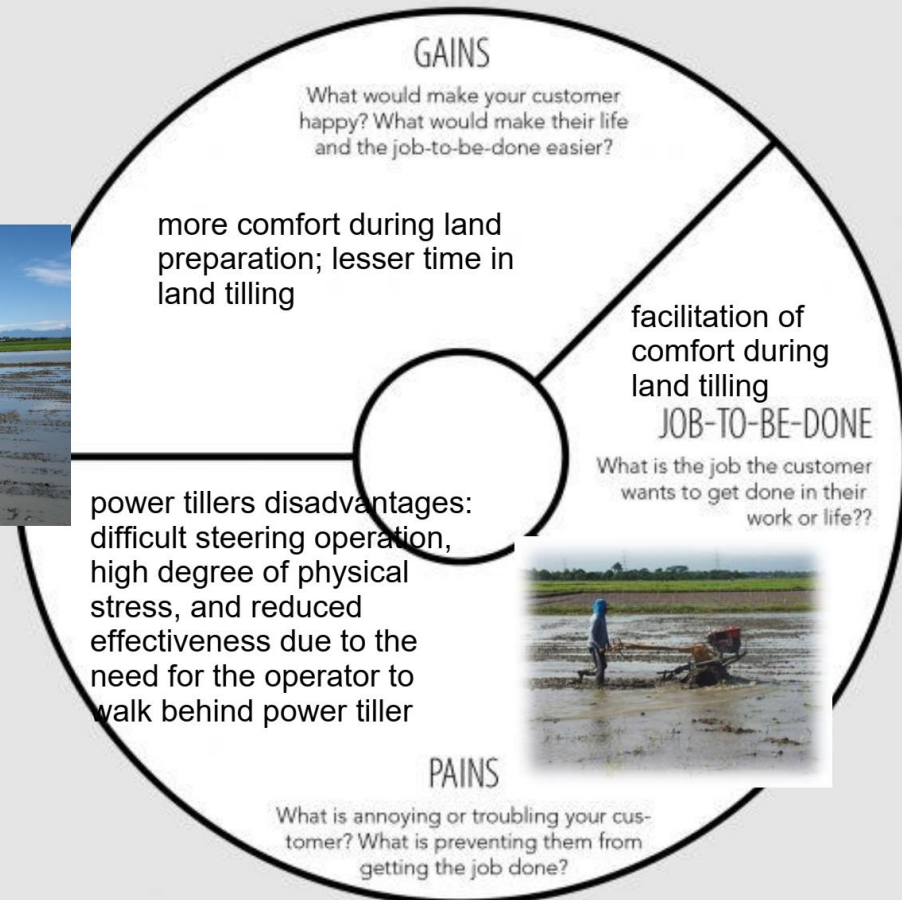 GAINS
What would make your customer
happy? What would make their life
and the job-to-be-done easier?
more comfort during land
preparation; lesser time in
land tilling
facilitation of
comfort during
land tilling
JOB-TO-BE-DONE
What is the job the customer
wants to get done in their
work or life??
power tillers disadvantages:
difficult steering operation,
high degree of physical
stress, and reduced
effectiveness due to the
need for the operator to
walk behind power tiller
PAINS
What is annoying or troubling your cus-
tomer? What is preventing them from
getting the job done?